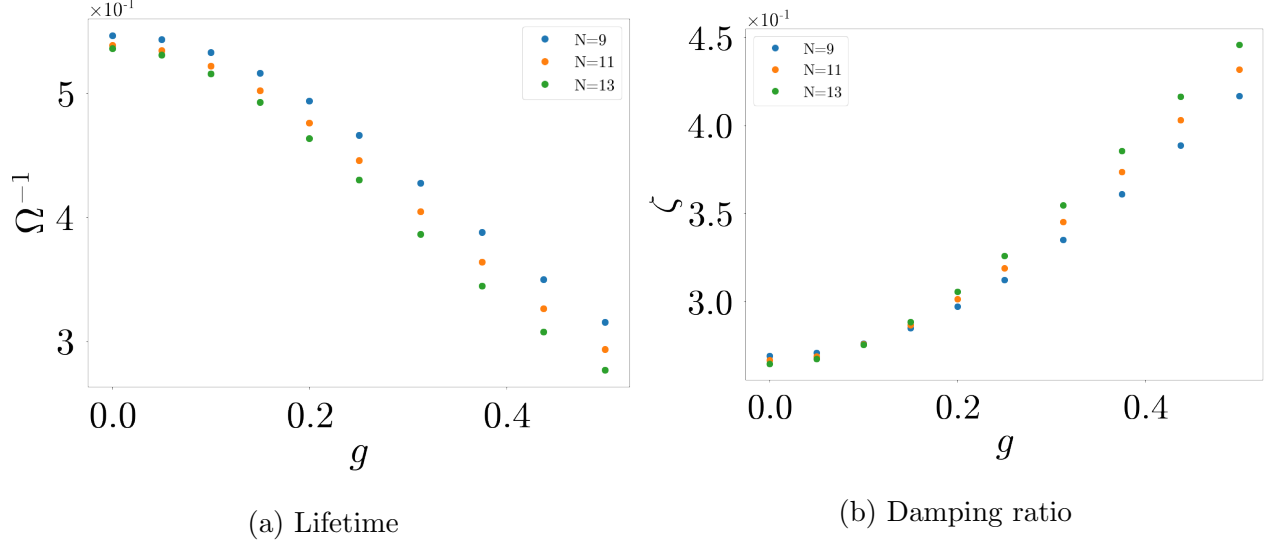 ×10⁻¹
N=9
N=11
N=13
5
4
3
Ω⁻¹
0.0 0.2 0.4
g
(a) Lifetime
×10⁻¹
N=9
N=11
N=13
4.5
4.0
3.5
3.0
ζ
0.0 0.2 0.4
g
(b) Damping ratio